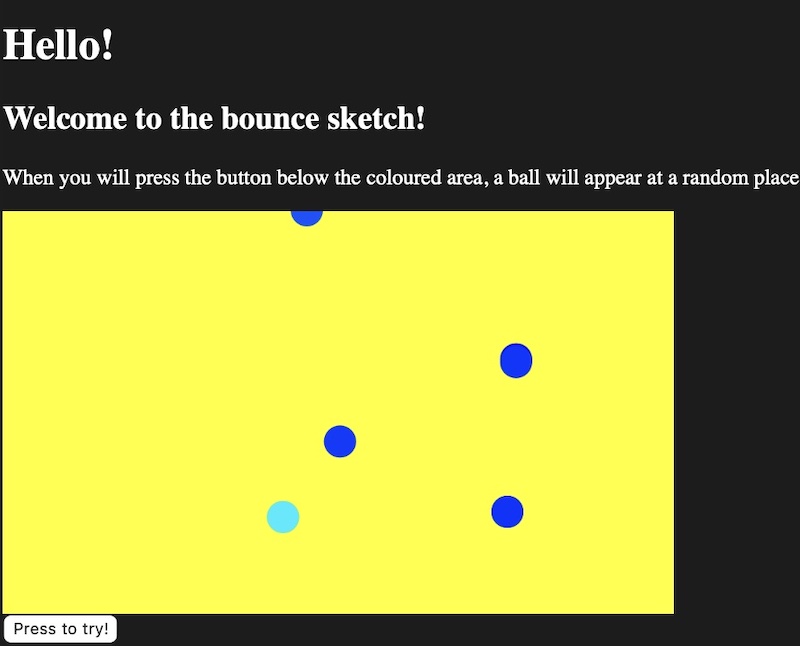 Hello!
Welcome to the bounce sketch!
When you will press the button below the coloured area, a ball will appear at a random place
Press to try!